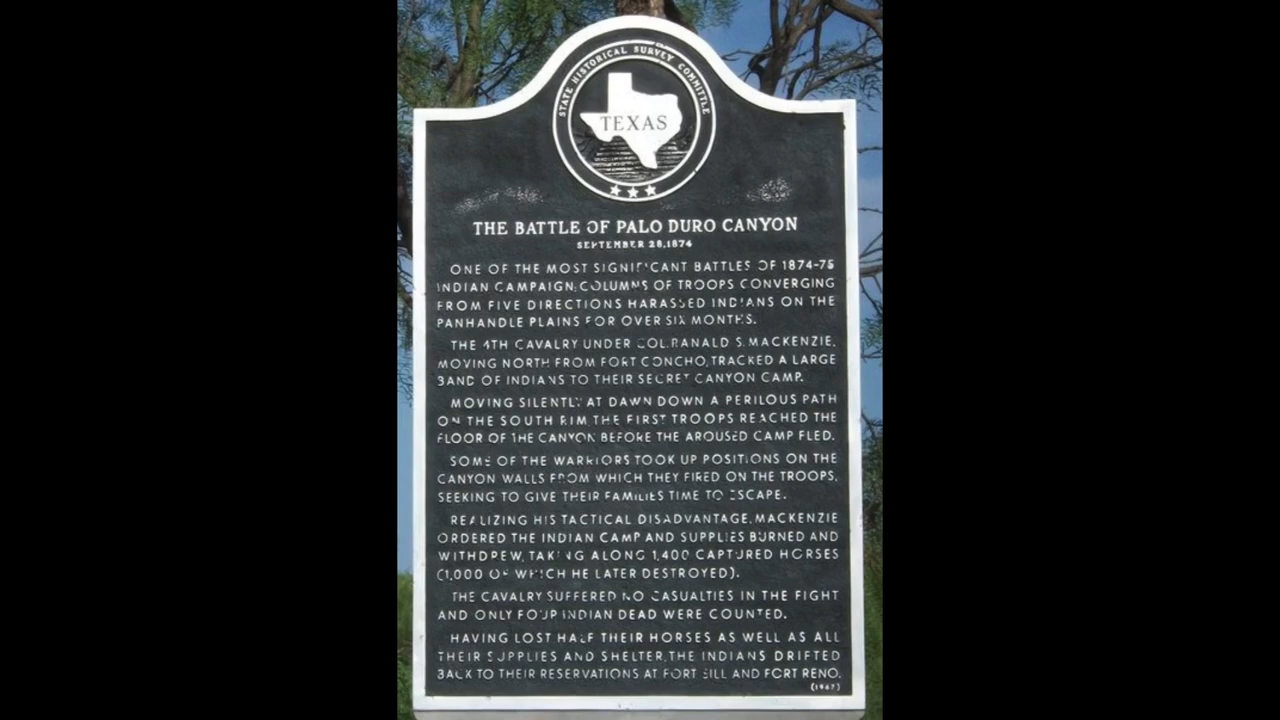 STATE HISTORICAL SURVEY COMMITTEE
TEXAS
THE BATTLE OF PALO DURO CANYON
SEPTEMBER 28,1874
ONE OF THE MOST SIGNIFICANT BATTLES OF 1874-75
INDIAN CAMPAIGN; COLUMNS OF TROOPS CONVERGING
FROM FIVE DIRECTIONS HARASSED INDIANS ON THE
PANHANDLE PLAINS FOR OVER SIX MONTHS.
THE 4TH CAVALRY UNDER COL. RANALD S. MACKENZIE,
MOVING NORTH FROM FORT CONCHO, TRACKED A LARGE
BAND OF INDIANS TO THEIR SECRET CANYON CAMP.
MOVING SILENTLY AT DAWN DOWN A PERILOUS PATH
ON THE SOUTH RIM THE FIRST TROOPS REACHED THE
FLOOR OF THE CANYON BEFORE THE AROUSED CAMP FLED.
SOME OF THE WARRIORS TOOK UP POSITIONS ON THE
CANYON WALLS FROM WHICH THEY FIRED ON THE TROOPS,
SEEKING TO GIVE THEIR FAMILIES TIME TO ESCAPE.
REALIZING HIS TACTICAL DISADVANTAGE, MACKENZIE
ORDERED THE INDIAN CAMP AND SUPPLIES BURNED AND
WITHDREW, TAKING ALONG 1,400 CAPTURED HORSES
(1,000 OF WHICH HE LATER DESTROYED).
THE CAVALRY SUFFERED NO CASUALTIES IN THE FIGHT
AND ONLY FOUR INDIAN DEAD WERE COUNTED.
HAVING LOST HALF THEIR HORSES AS WELL AS ALL
THEIR SUPPLIES AND SHELTER, THE INDIANS DRIFTED
BACK TO THEIR RESERVATIONS AT FORT SILL AND FORT RENO.
(1967)